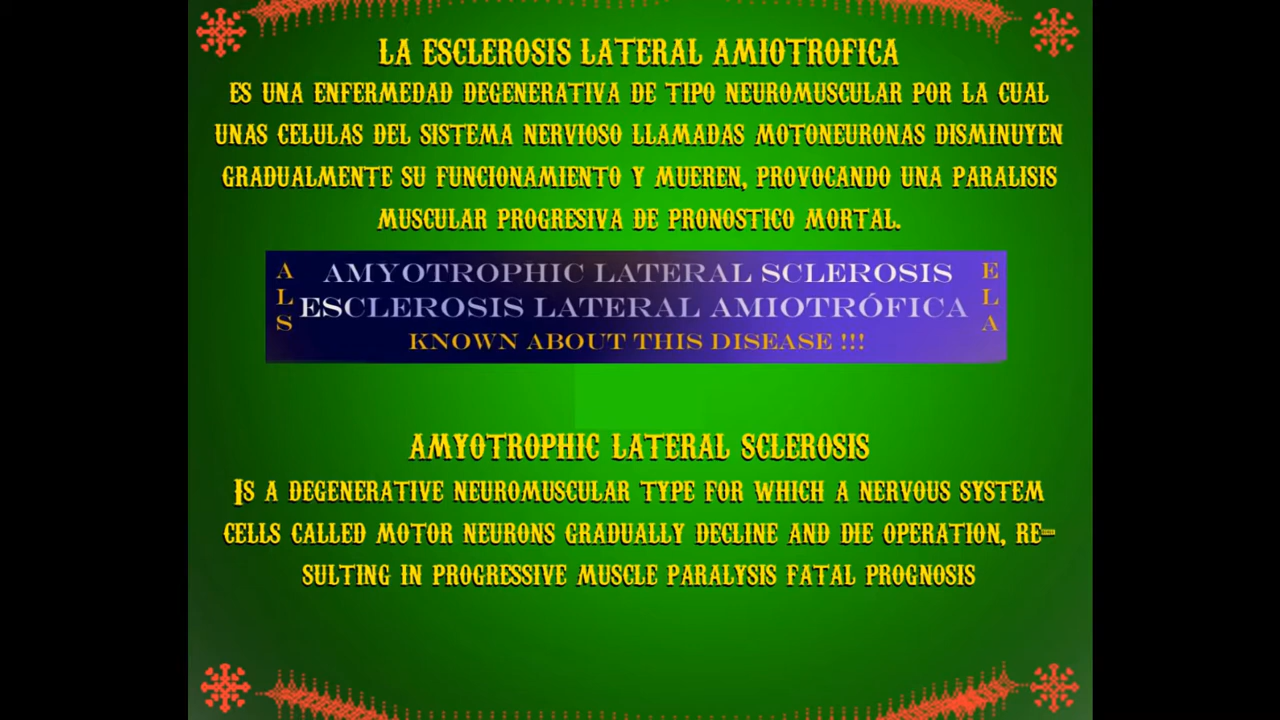 LA ESCLEROSIS LATERAL AMIOTROFICA
ES UNA ENFERMEDAD DEGENERATIVA DE TIPO NEUROMUSCULAR POR LA CUAL
UNAS CELULAS DEL SISTEMA NERVIOSO LLAMADAS MOTONEURONAS DISMINUYEN
GRADUALMENTE SU FUNCIONAMIENTO Y MUEREN, PROVOCANDO UNA PARALISIS
MUSCULAR PROGRESIVA DE PRONOSTICO MORTAL.
ALS
AMYOTROPHIC LATERAL SCLEROSIS
ESCLEROSIS LATERAL AMIOTRÓFICA
KNOWN ABOUT THIS DISEASE !!!
ELA
AMYOTROPHIC LATERAL SCLEROSIS
IS A DEGENERATIVE NEUROMUSCULAR TYPE FOR WHICH A NERVOUS SYSTEM
CELLS CALLED MOTOR NEURONS GRADUALLY DECLINE AND DIE OPERATION, RE-
SULTING IN PROGRESSIVE MUSCLE PARALYSIS FATAL PROGNOSIS